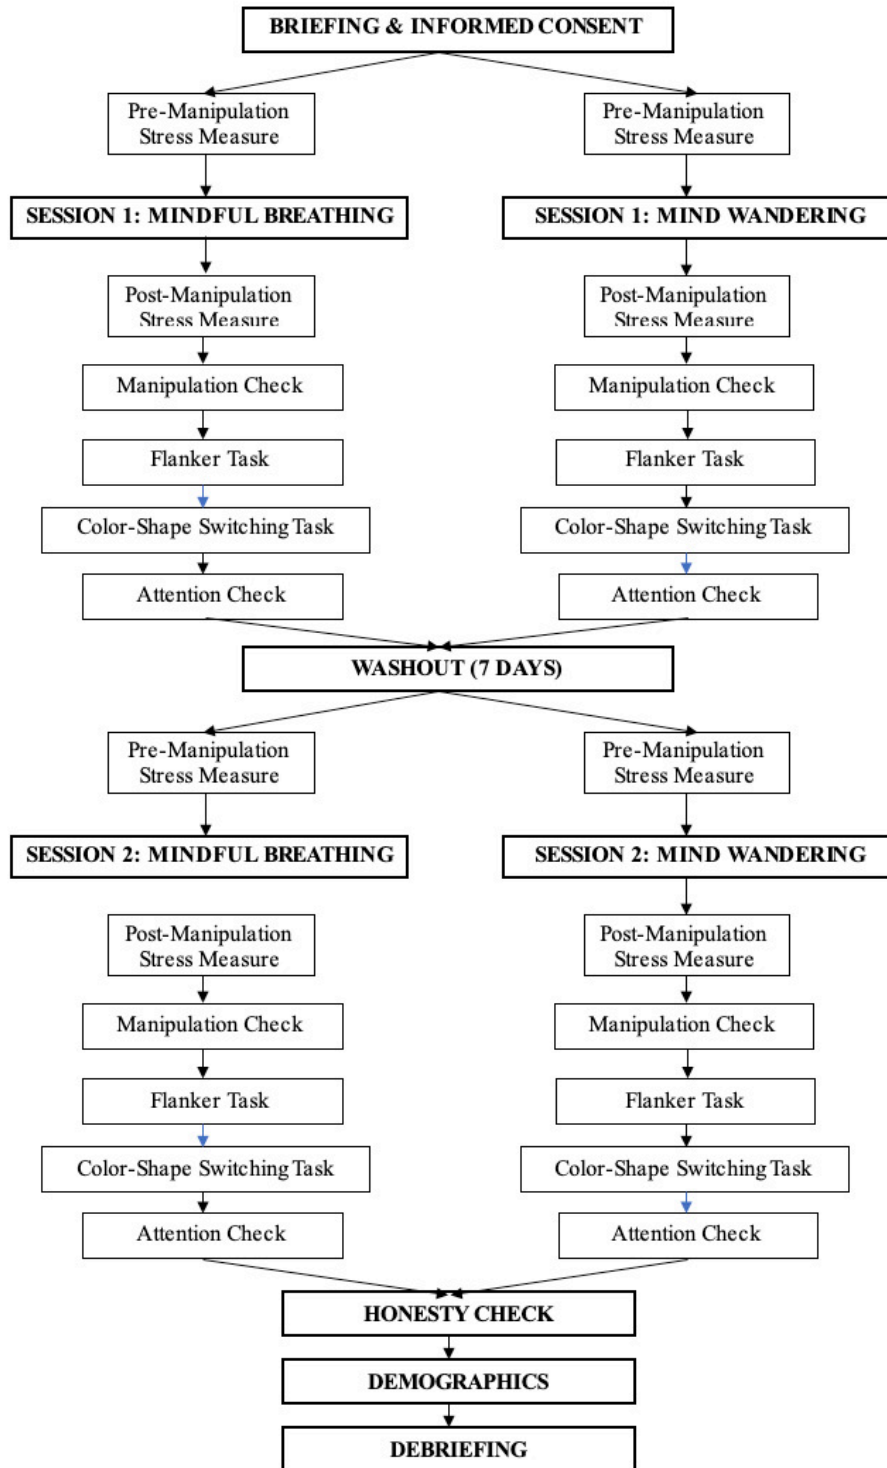 BRIEFING & INFORMED CONSENT
Pre-Manipulation
Stress Measure
Pre-Manipulation
Stress Measure
SESSION 1: MINDFUL BREATHING
SESSION 1: MIND WANDERING
Post-Manipulation
Stress Measure
Post-Manipulation
Stress Measure
Manipulation Check
Manipulation Check
Flanker Task
Flanker Task
Color-Shape Switching Task
Color-Shape Switching Task
Attention Check
Attention Check
WASHOUT (7 DAYS)
Pre-Manipulation
Stress Measure
Pre-Manipulation
Stress Measure
SESSION 2: MINDFUL BREATHING
SESSION 2: MIND WANDERING
Post-Manipulation
Stress Measure
Post-Manipulation
Stress Measure
Manipulation Check
Manipulation Check
Flanker Task
Flanker Task
Color-Shape Switching Task
Color-Shape Switching Task
Attention Check
Attention Check
HONESTY CHECK
DEMOGRAPHICS
DEBRIEFING